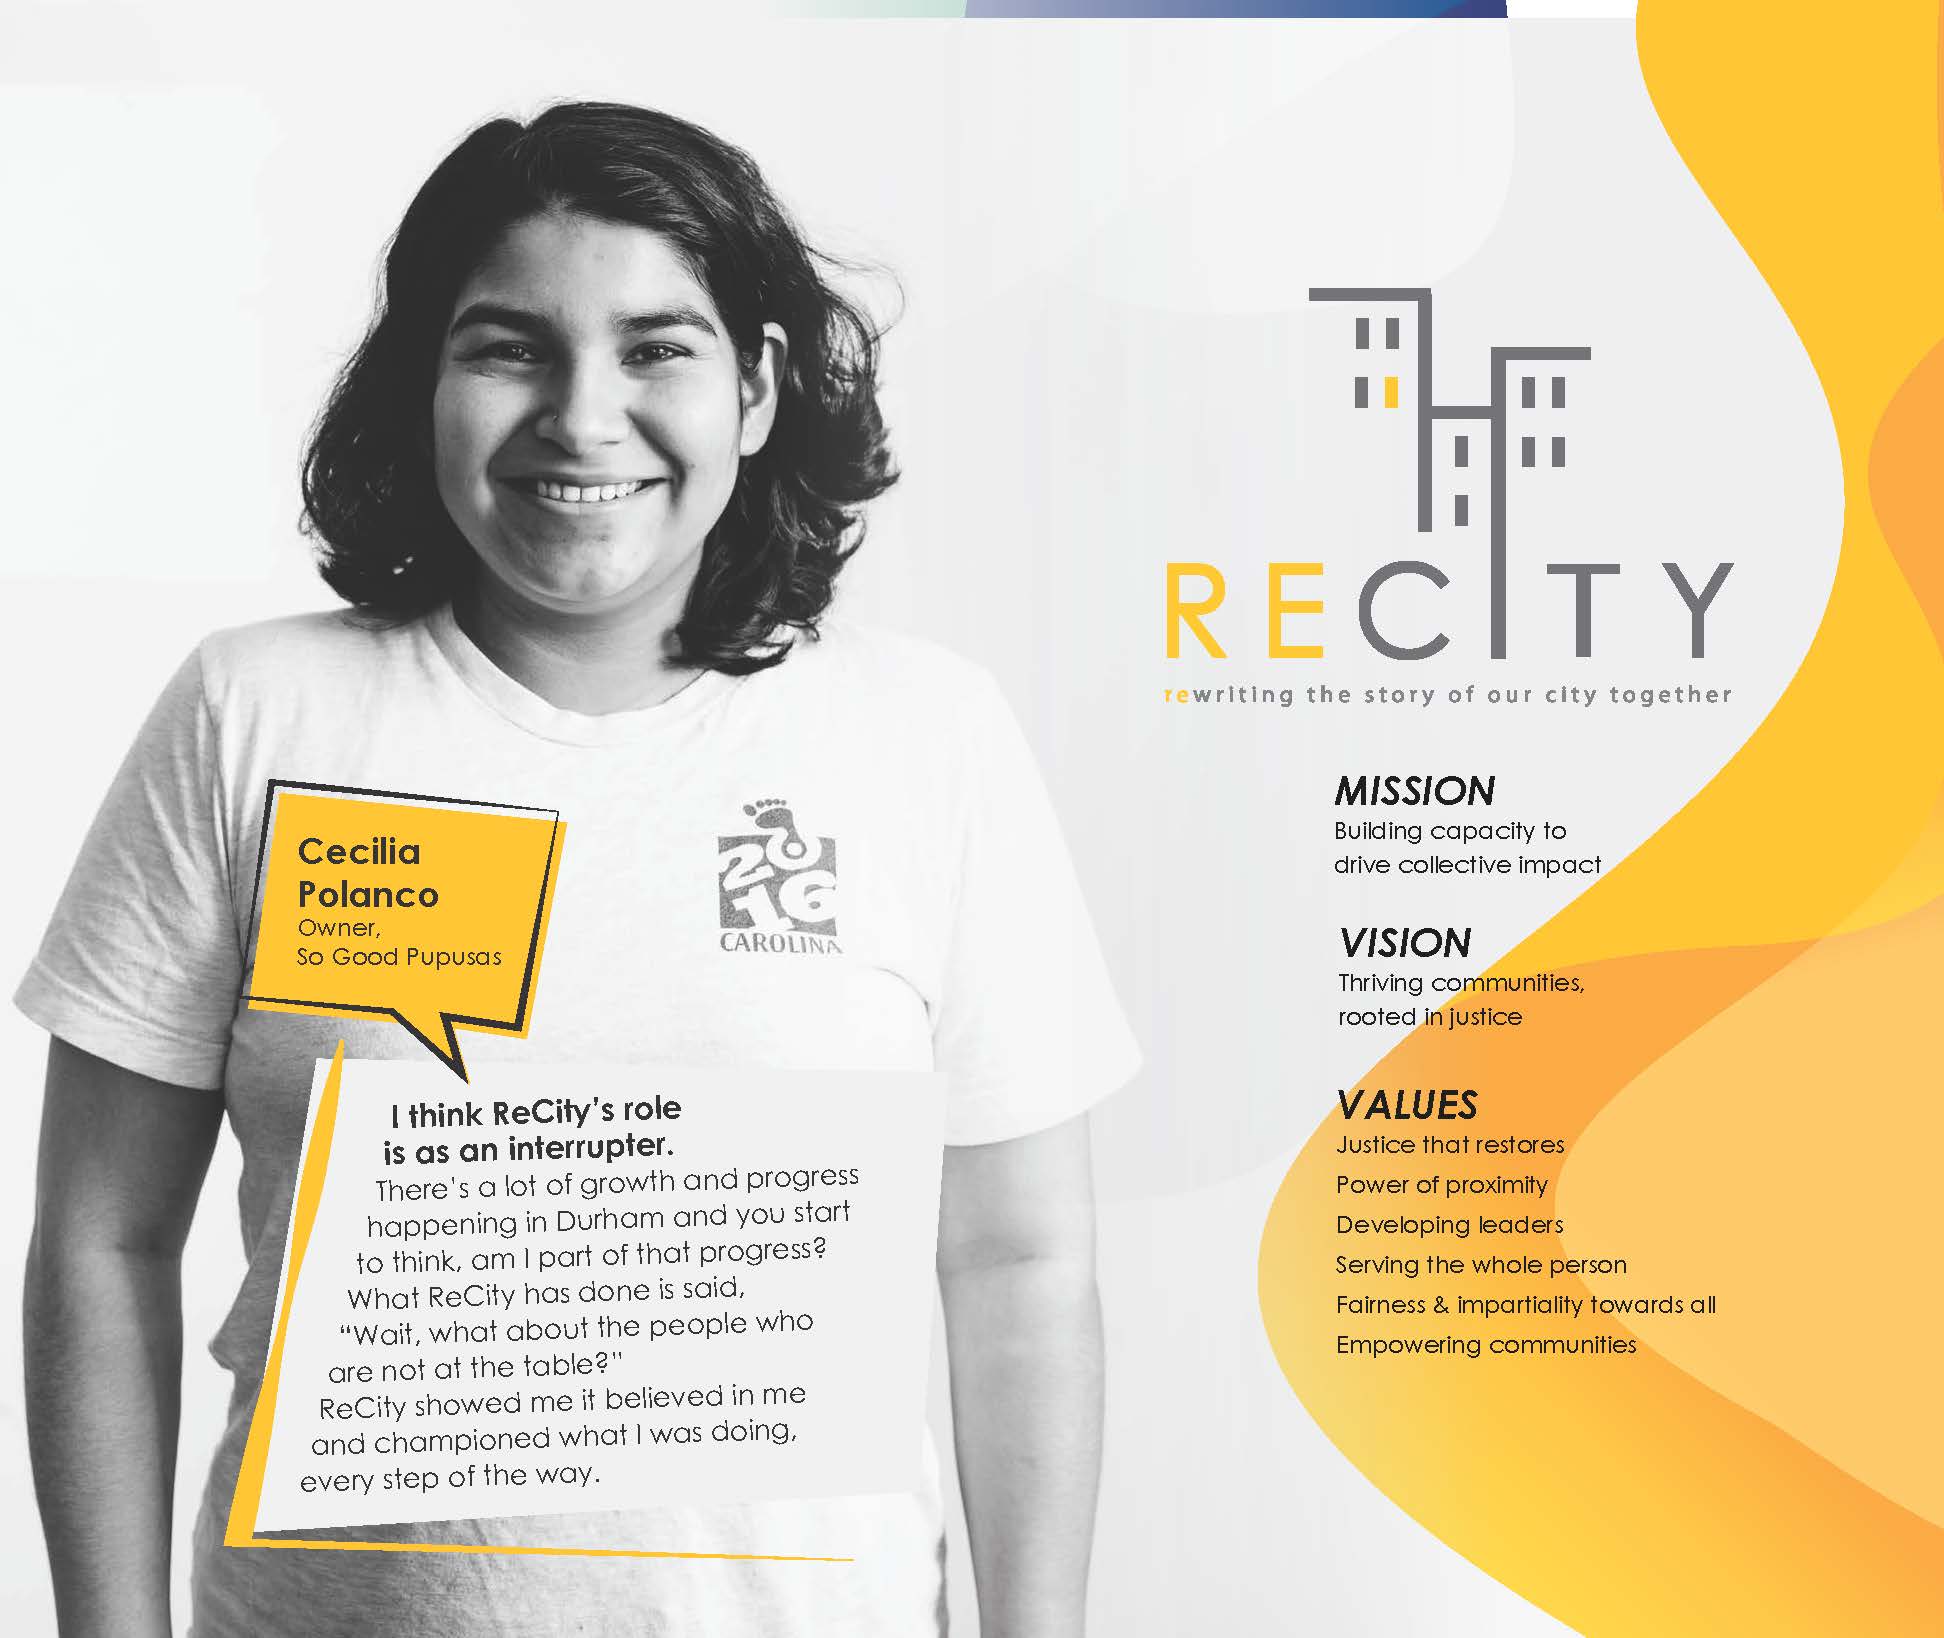 RECITY
rewriting the story of our city together
2016
CAROLINA
Cecilia
Polanco
Owner,
So Good Pupusas
I think ReCity's role
is as an interrupter.
There's a lot of growth and progress
happening in Durham and you start
to think, am I part of that progress?
What ReCity has done is said,
“Wait, what about the people who
are not at the table?"
ReCity showed me it believed in me
and championed what I was doing,
every step of the way.
MISSION
Building capacity to
drive collective impact
VISION
Thriving communities,
rooted in justice
VALUES
Justice that restores
Power of proximity
Developing leaders
Serving the whole person
Fairness & impartiality towards all
Empowering communities